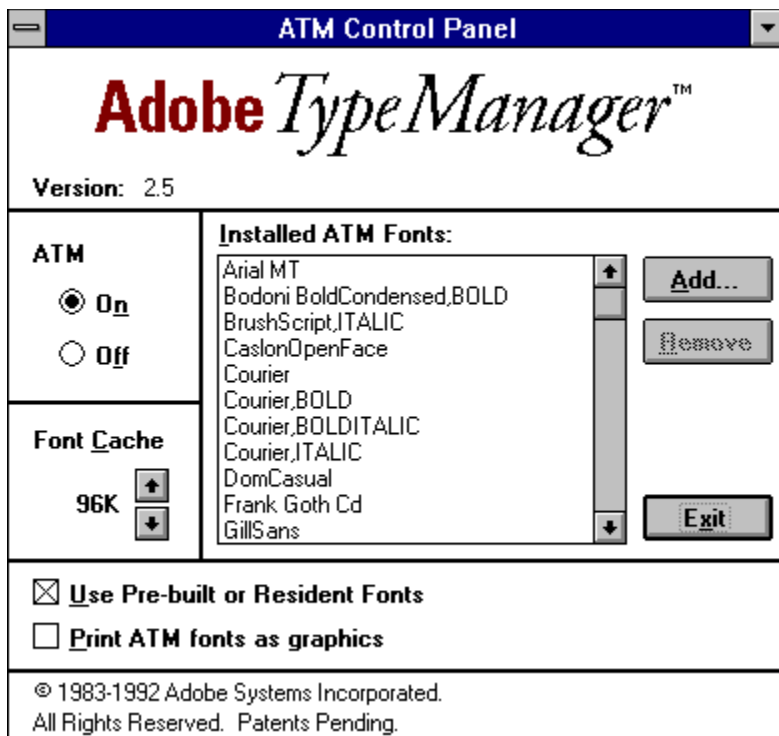 ATM Control Panel
Adobe Type Manager™
Version: 2.5
ATM
On
Off
Font Cache
96K
Installed ATM Fonts:
Arial MT
Bodoni BoldCondensed,BOLD
BrushScript,ITALIC
CaslonOpenFace
Courier
Courier,BOLD
Courier,BOLDITALIC
Courier,ITALIC
DomCasual
Frank Goth Cd
GillSans
Add...
Remove
Exit
Use Pre-built or Resident Fonts
Print ATM fonts as graphics
© 1983-1992 Adobe Systems Incorporated.
All Rights Reserved. Patents Pending.